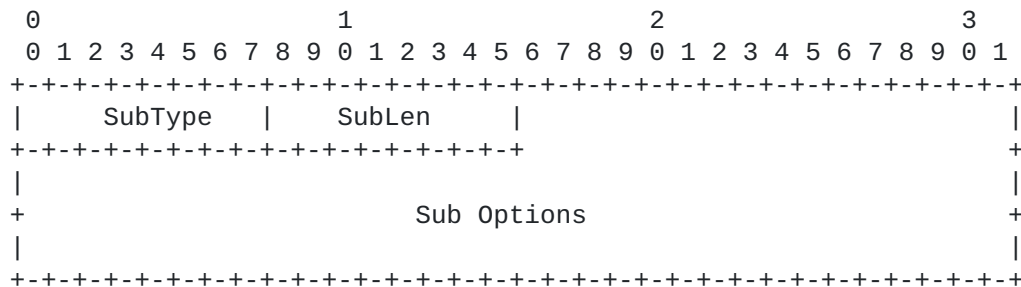 0                   1                   2                   3
 0 1 2 3 4 5 6 7 8 9 0 1 2 3 4 5 6 7 8 9 0 1 2 3 4 5 6 7 8 9 0 1
+-+-+-+-+-+-+-+-+-+-+-+-+-+-+-+-+-+-+-+-+-+-+-+-+-+-+-+-+-+-+-+-+
|     SubType   |    SubLen     |                               |
+-+-+-+-+-+-+-+-+-+-+-+-+-+-+-+-+                               +
|                                                               |
+                         Sub Options                           +
|                                                               |
+-+-+-+-+-+-+-+-+-+-+-+-+-+-+-+-+-+-+-+-+-+-+-+-+-+-+-+-+-+-+-+-+